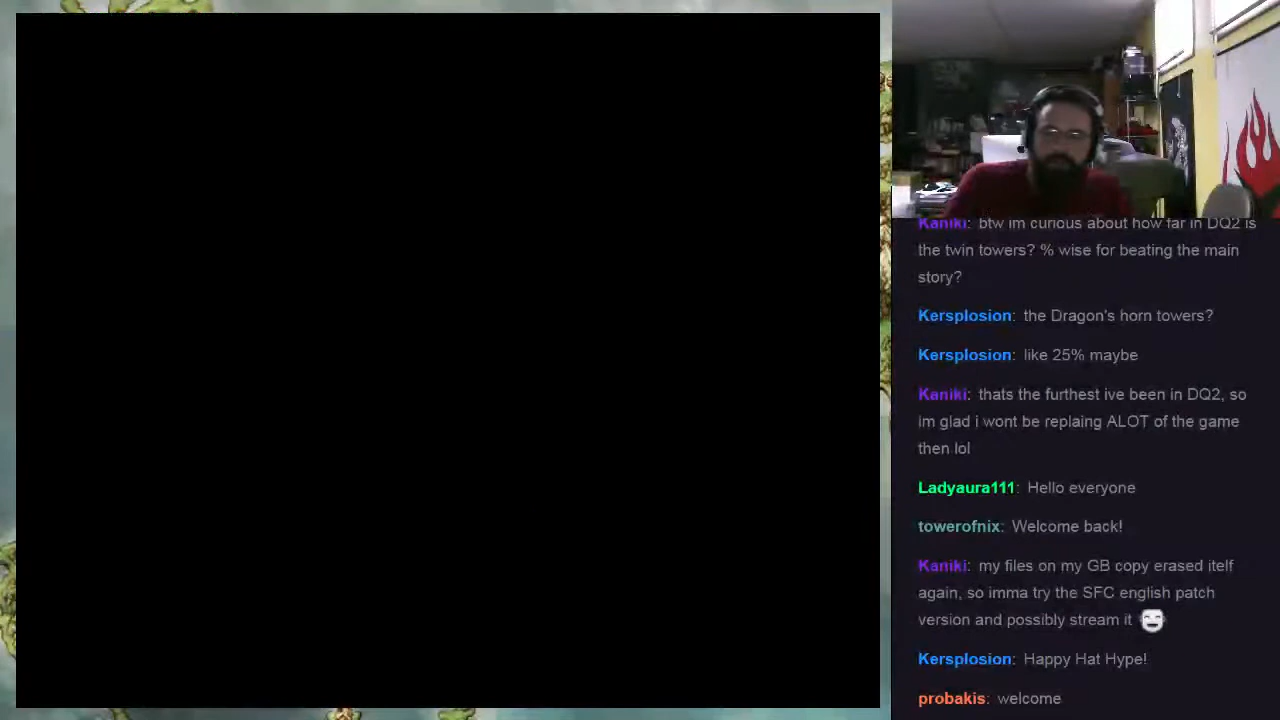 Kaniki: btw im curious about how far in DQ2 is
the twin towers? % wise for beating the main
story?
Kersplosion: the Dragon's horn towers?
Kersplosion: like 25% maybe
Kaniki: thats the furthest ive been in DQ2, so
im glad i wont be replaing ALOT of the game
then lol
Ladyaura111: Hello everyone
towerofnix: Welcome back!
Kaniki: my files on my GB copy erased itelf
again, so imma try the SFC english patch
version and possibly stream it
Kersplosion: Happy Hat Hype!
probakis: welcome